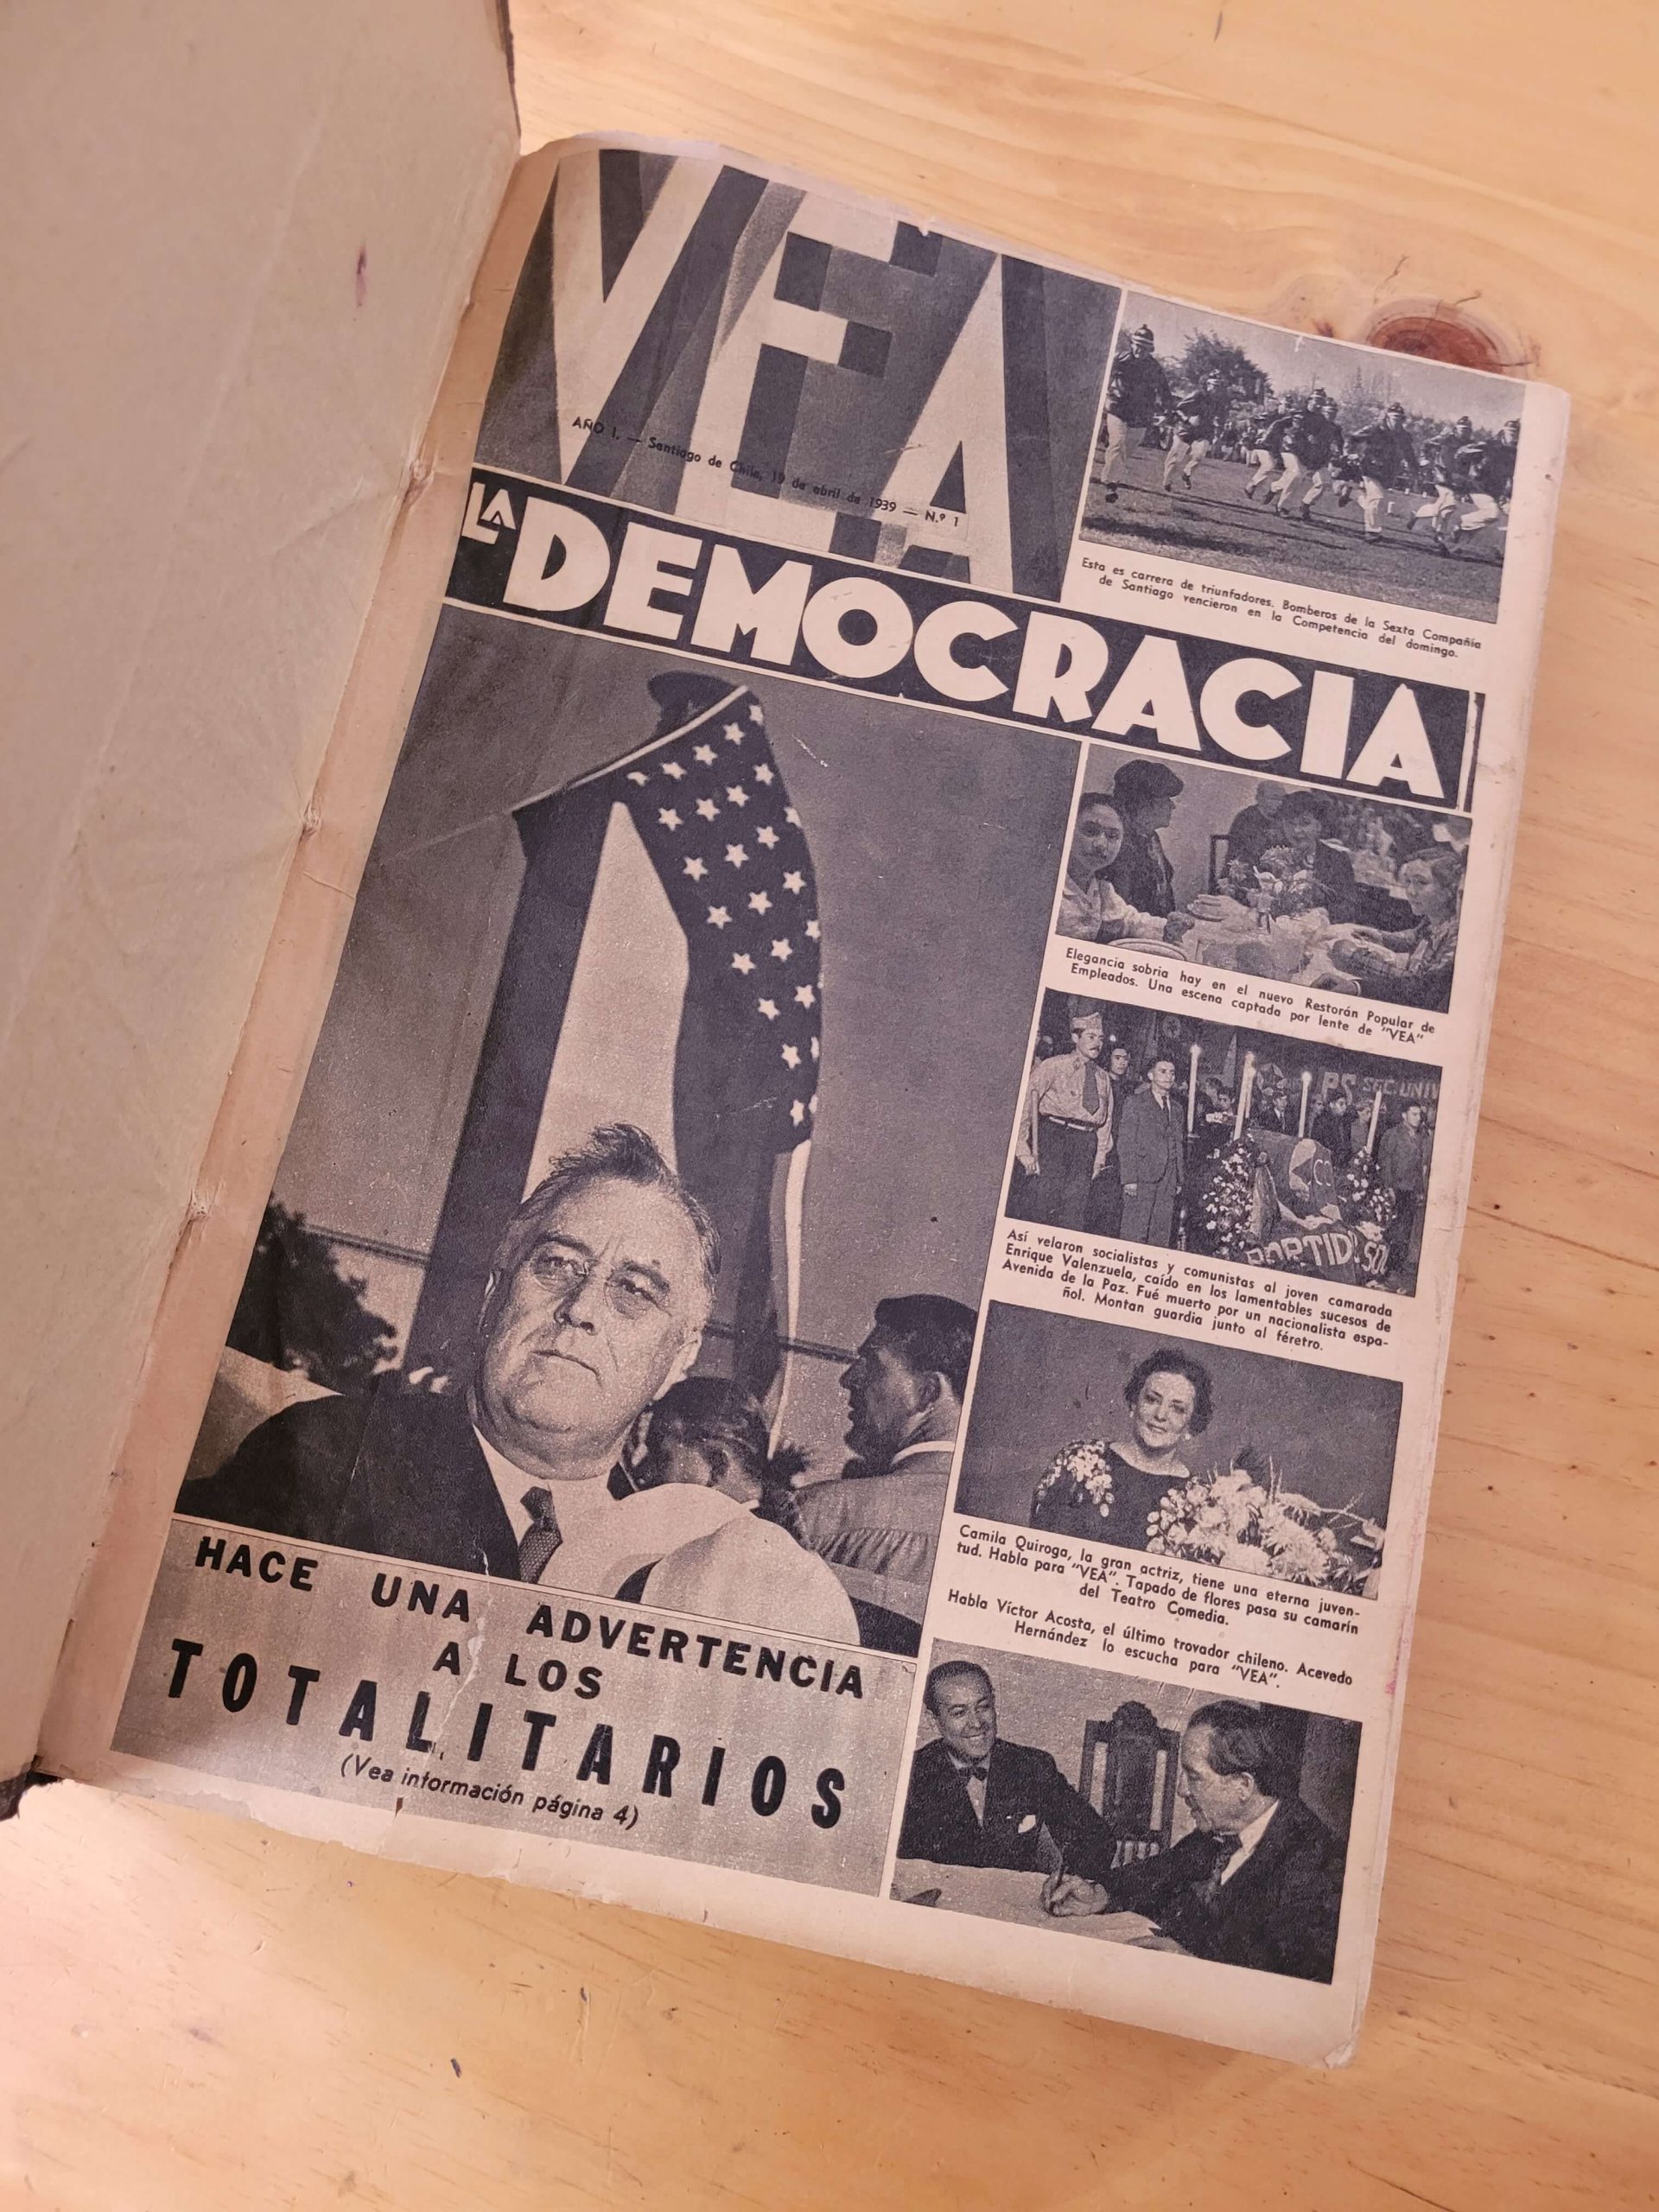 VEA
AÑO I. — Santiago de Chile, 19 de abril de 1939 — N.º 1
LA DEMOCRACIA
HACE UNA ADVERTENCIA
A LOS
TOTALITARIOS
(Vea información página 4)
Esta es carrera de triunfadores. Bomberos de la Sexta Compañía
de Santiago vencieron en la Competencia del domingo.
Elegancia sobria hay en el nuevo Restorán Popular de
Empleados. Una escena captada por lente de "VEA"
PS SEC UNIV
PARTIDO SOC
Así velaron socialistas y comunistas al joven camarada
Enrique Valenzuela, caído en los lamentables sucesos de
Avenida de la Paz. Fué muerto por un nacionalista espa-
ñol. Montan guardia junto al féretro.
Camila Quiroga, la gran actriz, tiene una eterna juven-
tud. Habla para "VEA". Tapado de flores pasa su camarín
del Teatro Comedia.
Habla Víctor Acosta, el último trovador chileno. Acevedo
Hernández lo escucha para "VEA".